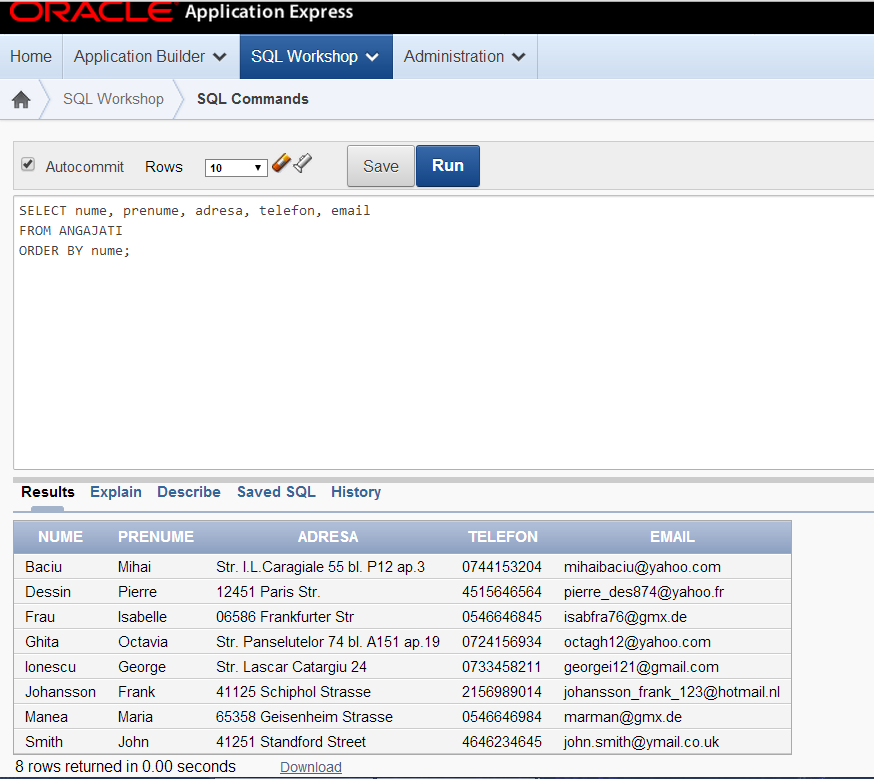 ORACLE Application Express
Home Application Builder SQL Workshop Administration
SQL Workshop SQL Commands
Autocommit Rows 10 Save Run
SELECT nume, prenume, adresa, telefon, email
FROM ANGAJATI
ORDER BY nume;
Results Explain Describe Saved SQL History
NUME PRENUME ADRESA TELEFON EMAIL
Baciu Mihai Str. I.L.Caragiale 55 bl. P12 ap.3 0744153204 mihaibaciu@yahoo.com
Dessin Pierre 12451 Paris Str. 4515646564 pierre_des874@yahoo.fr
Frau Isabelle 06586 Frankfurter Str 0546646845 isabfra76@gmx.de
Ghita Octavia Str. Panselutelor 74 bl. A151 ap.19 0724156934 octagh12@yahoo.com
Ionescu George Str. Lascar Catargiu 24 0733458211 georgei121@gmail.com
Johansson Frank 41125 Schiphol Strasse 2156989014 johansson_frank_123@hotmail.nl
Manea Maria 65358 Geisenheim Strasse 0546646984 marman@gmx.de
Smith John 41251 Standford Street 4646234645 john.smith@ymail.co.uk
8 rows returned in 0.00 seconds Download